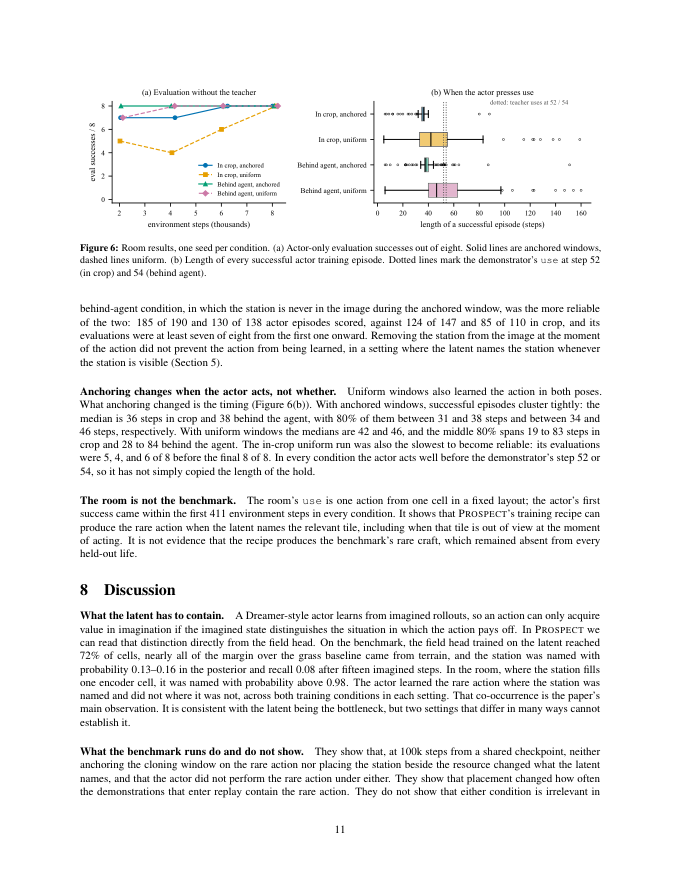 (a) Evaluation without the teacher
eval successes / 8
8
6
4
2
0
2
3
4
5
6
7
8
environment steps (thousands)
In crop, anchored
In crop, uniform
Behind agent, anchored
Behind agent, uniform
(b) When the actor presses use
dotted: teacher uses at 52 / 54
In crop, anchored
In crop, uniform
Behind agent, anchored
Behind agent, uniform
0
20
40
60
80
100
120
140
160
length of a successful episode (steps)
Figure 6: Room results, one seed per condition. (a) Actor-only evaluation successes out of eight. Solid lines are anchored windows,
dashed lines uniform. (b) Length of every successful actor training episode. Dotted lines mark the demonstrator's use at step 52
(in crop) and 54 (behind agent).
behind-agent condition, in which the station is never in the image during the anchored window, was the more reliable
of the two: 185 of 190 and 130 of 138 actor episodes scored, against 124 of 147 and 85 of 110 in crop, and its
evaluations were at least seven of eight from the first one onward. Removing the station from the image at the moment
of the action did not prevent the action from being learned, in a setting where the latent names the station whenever
the station is visible (Section 5).
Anchoring changes when the actor acts, not whether. Uniform windows also learned the action in both poses.
What anchoring changed is the timing (Figure 6(b)). With anchored windows, successful episodes cluster tightly: the
median is 36 steps in crop and 38 behind the agent, with 80% of them between 31 and 38 steps and between 34 and
46 steps, respectively. With uniform windows the medians are 42 and 46, and the middle 80% spans 19 to 83 steps in
crop and 28 to 84 behind the agent. The in-crop uniform run was also the slowest to become reliable: its evaluations
were 5, 4, and 6 of 8 before the final 8 of 8. In every condition the actor acts well before the demonstrator's step 52 or
54, so it has not simply copied the length of the hold.
The room is not the benchmark. The room's use is one action from one cell in a fixed layout; the actor's first
success came within the first 411 environment steps in every condition. It shows that PROSPECT's training recipe can
produce the rare action when the latent names the relevant tile, including when that tile is out of view at the moment
of acting. It is not evidence that the recipe produces the benchmark's rare craft, which remained absent from every
held-out life.
8 Discussion
What the latent has to contain. A Dreamer-style actor learns from imagined rollouts, so an action can only acquire
value in imagination if the imagined state distinguishes the situation in which the action pays off. In PROSPECT we
can read that distinction directly from the field head. On the benchmark, the field head trained on the latent reached
72% of cells, nearly all of the margin over the grass baseline came from terrain, and the station was named with
probability 0.13–0.16 in the posterior and recall 0.08 after fifteen imagined steps. In the room, where the station fills
one encoder cell, it was named with probability above 0.98. The actor learned the rare action where the station was
named and did not where it was not, across both training conditions in each setting. That co-occurrence is the paper's
main observation. It is consistent with the latent being the bottleneck, but two settings that differ in many ways cannot
establish it.
What the benchmark runs do and do not show. They show that, at 100k steps from a shared checkpoint, neither
anchoring the cloning window on the rare action nor placing the station beside the resource changed what the latent
names, and that the actor did not perform the rare action under either. They show that placement changed how often
the demonstrations that enter replay contain the rare action. They do not show that either condition is irrelevant in
11